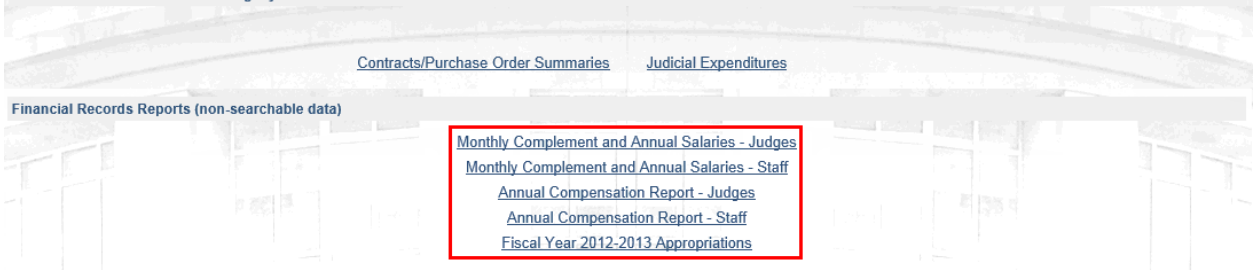 Contracts/Purchase Order Summaries Judicial Expenditures
Financial Records Reports (non-searchable data)
Monthly Complement and Annual Salaries - Judges
Monthly Complement and Annual Salaries - Staff
Annual Compensation Report - Judges
Annual Compensation Report - Staff
Fiscal Year 2012-2013 Appropriations